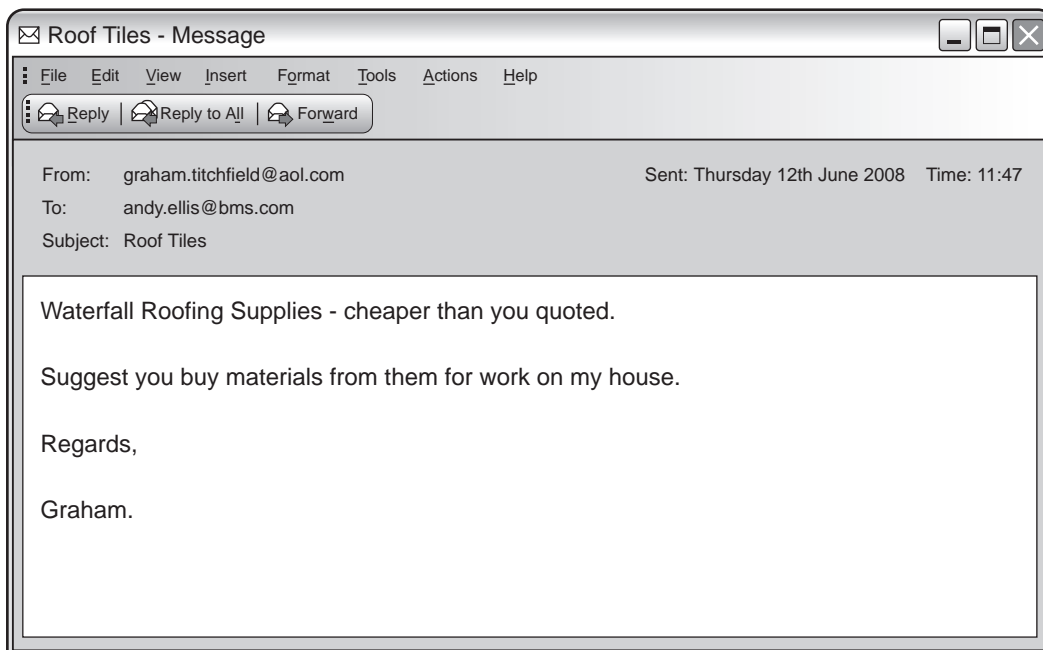 Roof Tiles - Message
File Edit View Insert Format Tools Actions Help
Reply Reply to All Forward
From: graham.titchfield@aol.com Sent: Thursday 12th June 2008 Time: 11:47
To: andy.ellis@bms.com
Subject: Roof Tiles
Waterfall Roofing Supplies - cheaper than you quoted.
Suggest you buy materials from them for work on my house.
Regards,
Graham.